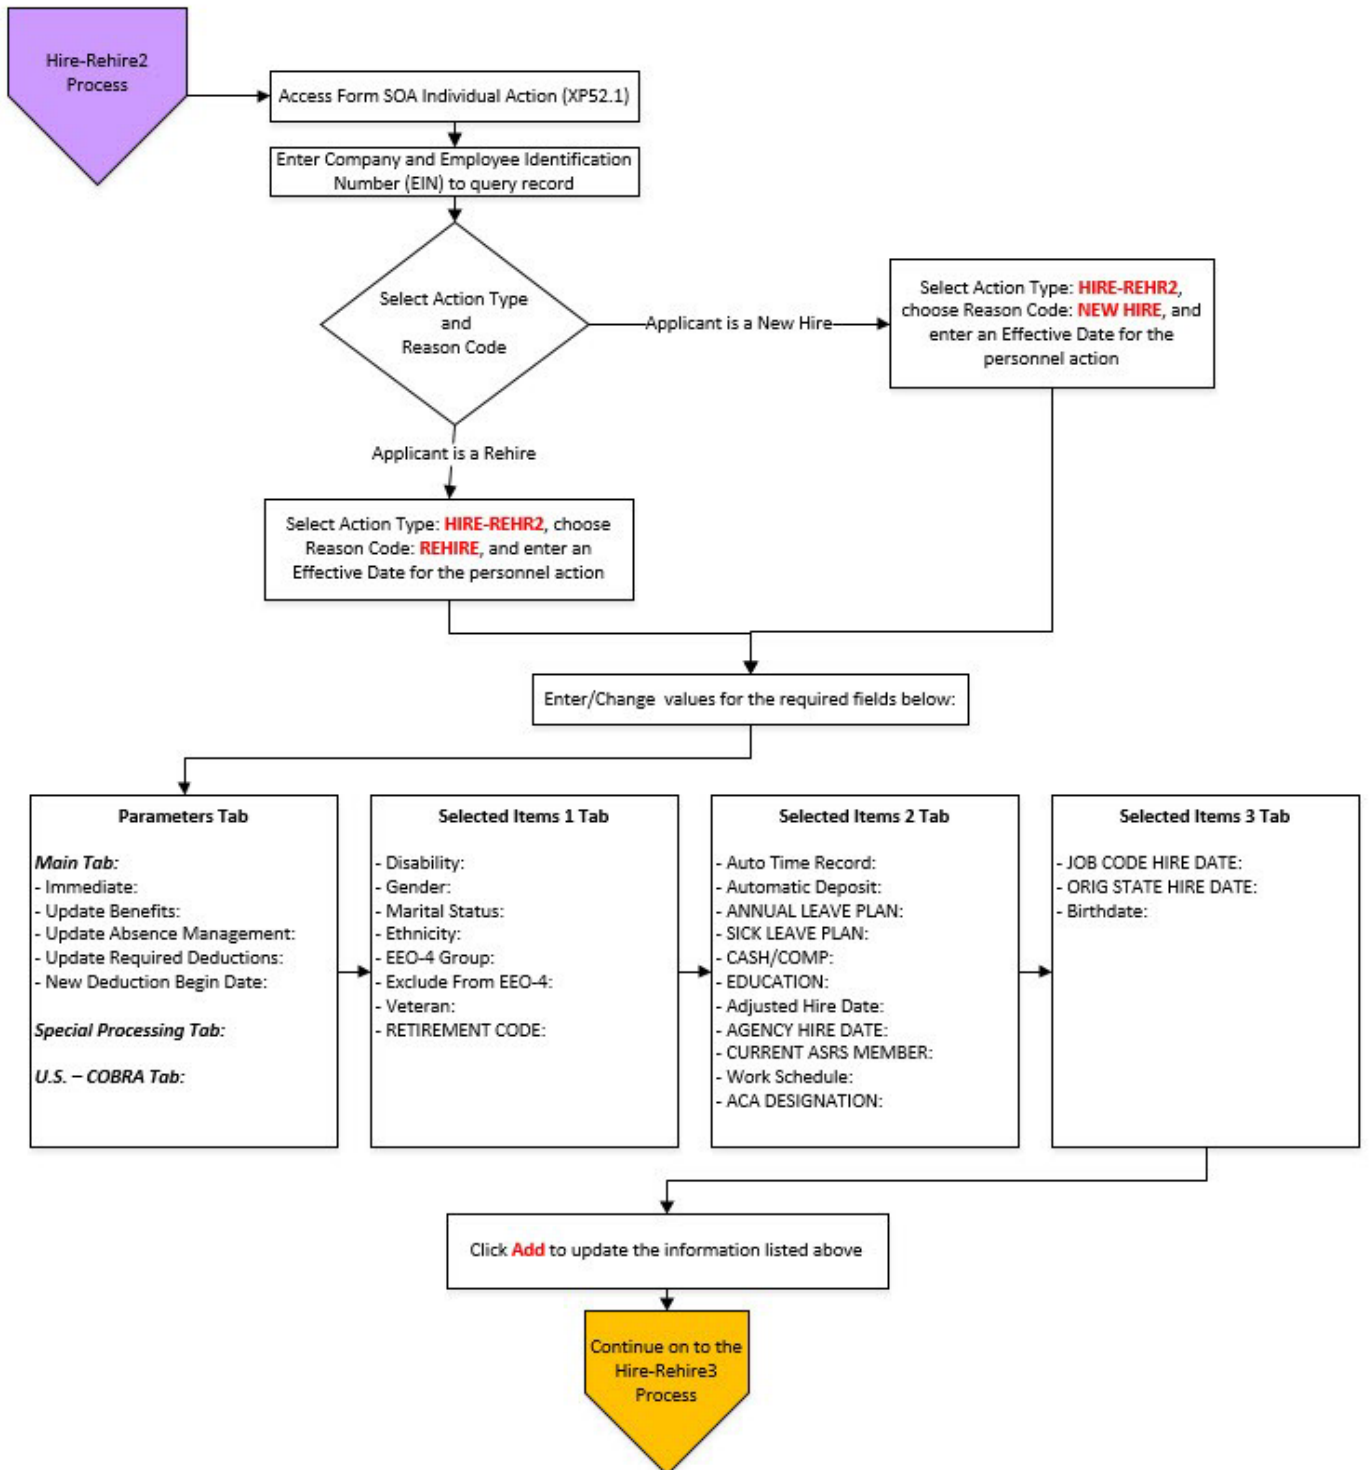 Hire-Rehire2
Process
Access Form SOA Individual Action (XP52.1)
Enter Company and Employee Identification
Number (EIN) to query record
Select Action Type
and
Reason Code
Applicant is a New Hire
Select Action Type: HIRE-REHR2,
choose Reason Code: NEW HIRE, and
enter an Effective Date for the
personnel action
Applicant is a Rehire
Select Action Type: HIRE-REHR2, choose
Reason Code: REHIRE, and enter an
Effective Date for the personnel action
Enter/Change values for the required fields below:
Parameters Tab
Main Tab:
- Immediate:
- Update Benefits:
- Update Absence Management:
- Update Required Deductions:
- New Deduction Begin Date:
Special Processing Tab:
U.S. – COBRA Tab:
Selected Items 1 Tab
- Disability:
- Gender:
- Marital Status:
- Ethnicity:
- EEO-4 Group:
- Exclude From EEO-4:
- Veteran:
- RETIREMENT CODE:
Selected Items 2 Tab
- Auto Time Record:
- Automatic Deposit:
- ANNUAL LEAVE PLAN:
- SICK LEAVE PLAN:
- CASH/COMP:
- EDUCATION:
- Adjusted Hire Date:
- AGENCY HIRE DATE:
- CURRENT ASRS MEMBER:
- Work Schedule:
- ACA DESIGNATION:
Selected Items 3 Tab
- JOB CODE HIRE DATE:
- ORIG STATE HIRE DATE:
- Birthdate:
Click Add to update the information listed above
Continue on to the
Hire-Rehire3
Process